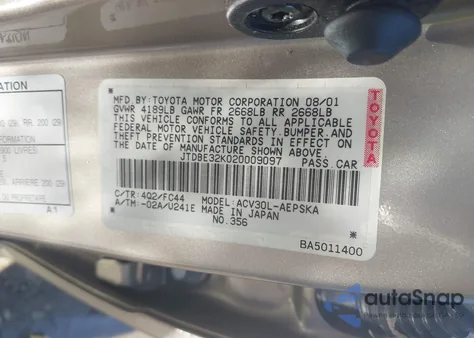 MFD. BY: TOYOTA MOTOR CORPORATION 08/01
GVWR 4189LB GAWR FR 2668LB RR 2668LB
THIS VEHICLE CONFORMS TO ALL APPLICABLE
FEDERAL MOTOR VEHICLE SAFETY, BUMPER, AND
THEFT PREVENTION STANDARDS IN EFFECT ON
THE DATE OF MANUFACTURE SHOWN ABOVE.
JTDBE32K020009097 PASS.CAR
C/TR: 4Q2/FC44 MODEL: ACV30L-AEPSKA
A/TM: -02A/U241E MADE IN JAPAN
NO.356
BA5011400
TOYOTA
A:1
autoSnap